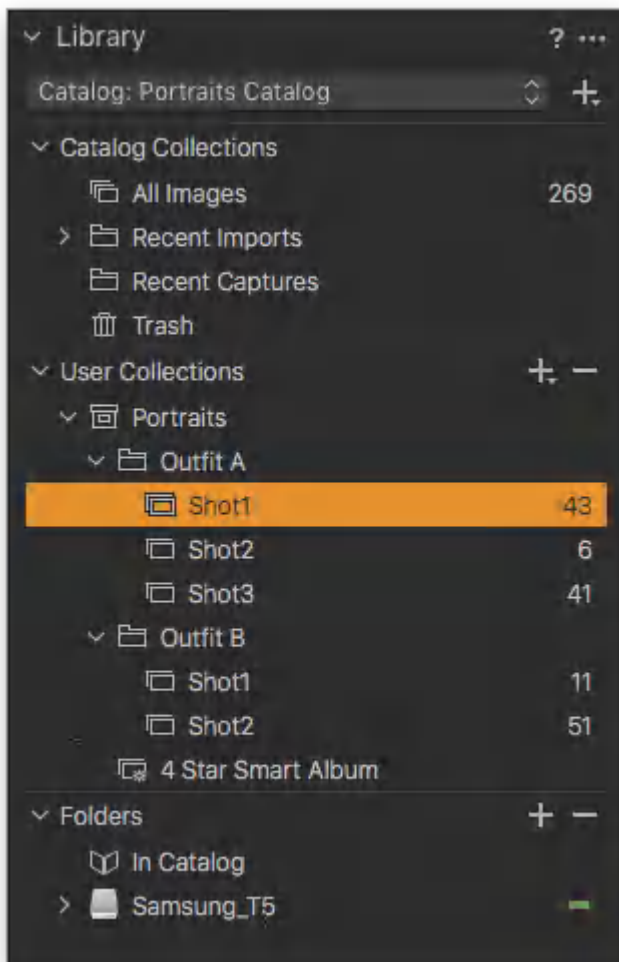 Library ? ...
Catalog: Portraits Catalog
Catalog Collections
All Images 269
Recent Imports
Recent Captures
Trash
User Collections
Portraits
Outfit A
Shot1 43
Shot2 6
Shot3 41
Outfit B
Shot1 11
Shot2 51
4 Star Smart Album
Folders
In Catalog
Samsung_T5